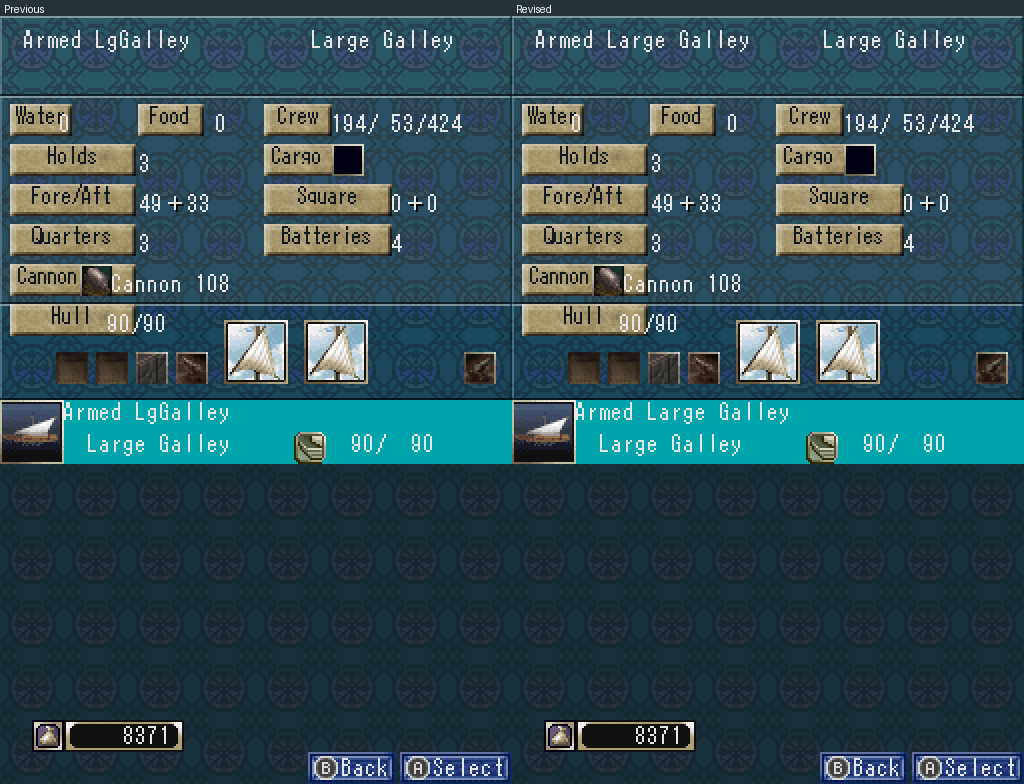 Previous
Armed LgGalley Large Galley
Water 0 Food 0 Crew 194/ 53/424
Holds 3 Cargo
Fore/Aft 49+33 Square 0+0
Quarters 3 Batteries 4
Cannon Cannon 108
Hull 90/90
Armed LgGalley
Large Galley 90/ 90
8371
B Back A Select
Revised
Armed Large Galley Large Galley
Water 0 Food 0 Crew 194/ 53/424
Holds 3 Cargo
Fore/Aft 49+33 Square 0+0
Quarters 3 Batteries 4
Cannon Cannon 108
Hull 90/90
Armed Large Galley
Large Galley 90/ 90
8371
B Back A Select